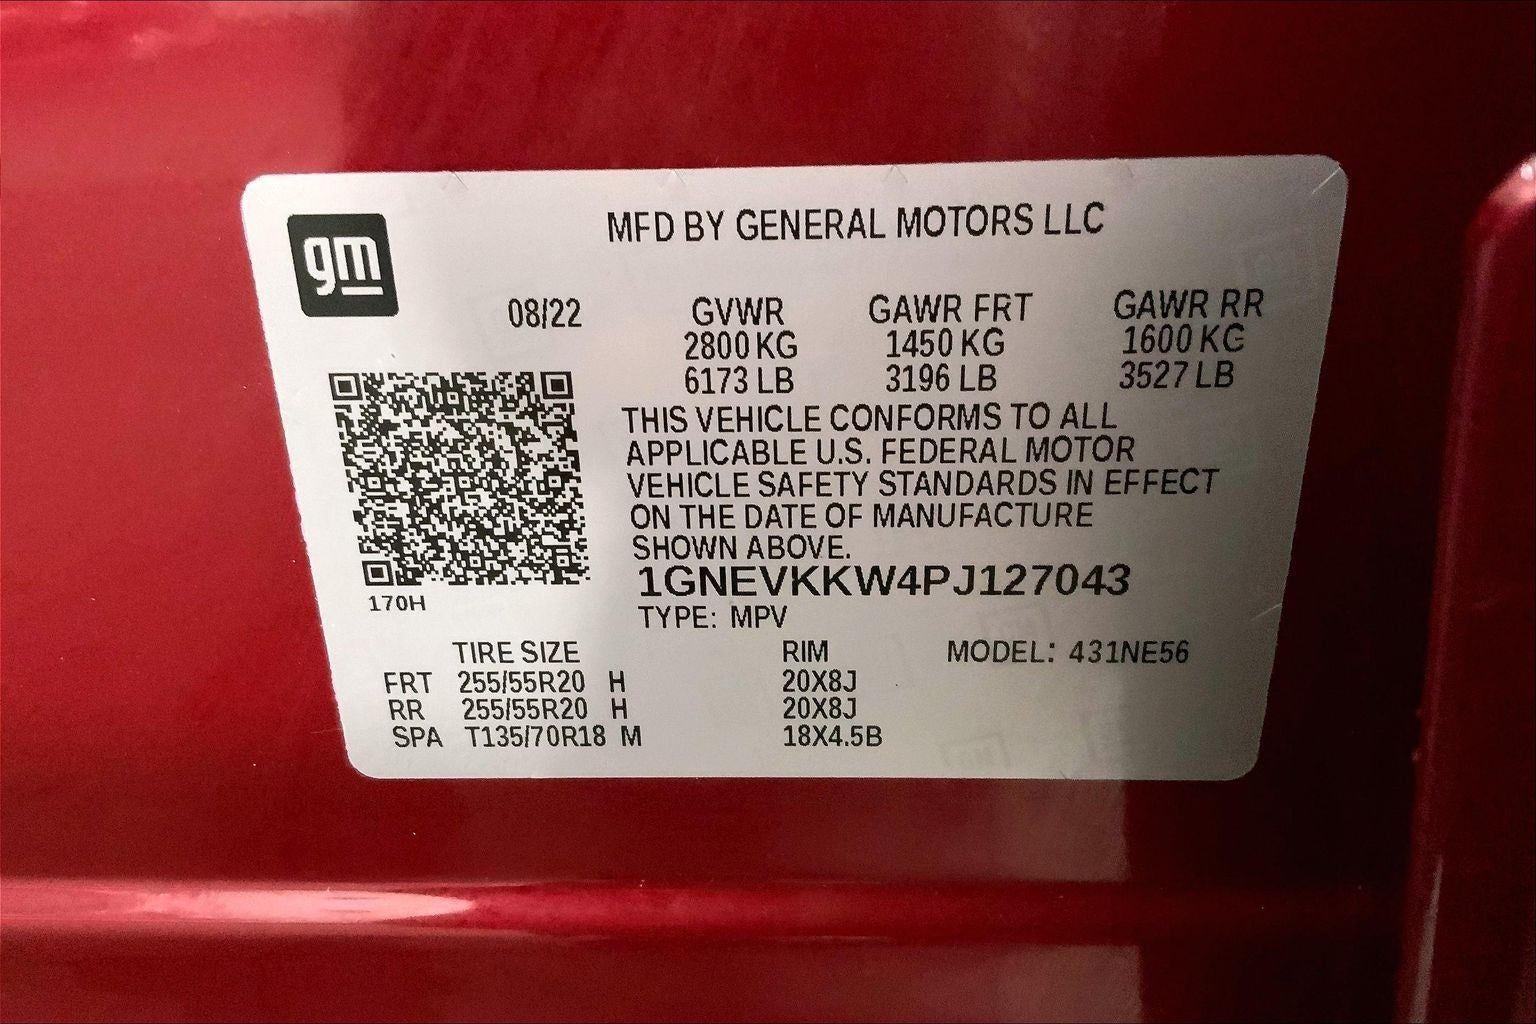 gm
MFD BY GENERAL MOTORS LLC
08/22 GVWR GAWR FRT GAWR RR
2800 KG 1450 KG 1600 KG
6173 LB 3196 LB 3527 LB
THIS VEHICLE CONFORMS TO ALL
APPLICABLE U.S. FEDERAL MOTOR
VEHICLE SAFETY STANDARDS IN EFFECT
ON THE DATE OF MANUFACTURE
SHOWN ABOVE.
1GNEVKKW4PJ127043
170H
TYPE: MPV
TIRE SIZE RIM MODEL: 431NE56
FRT 255/55R20 H 20X8J
RR 255/55R20 H 20X8J
SPA T135/70R18 M 18X4.5B